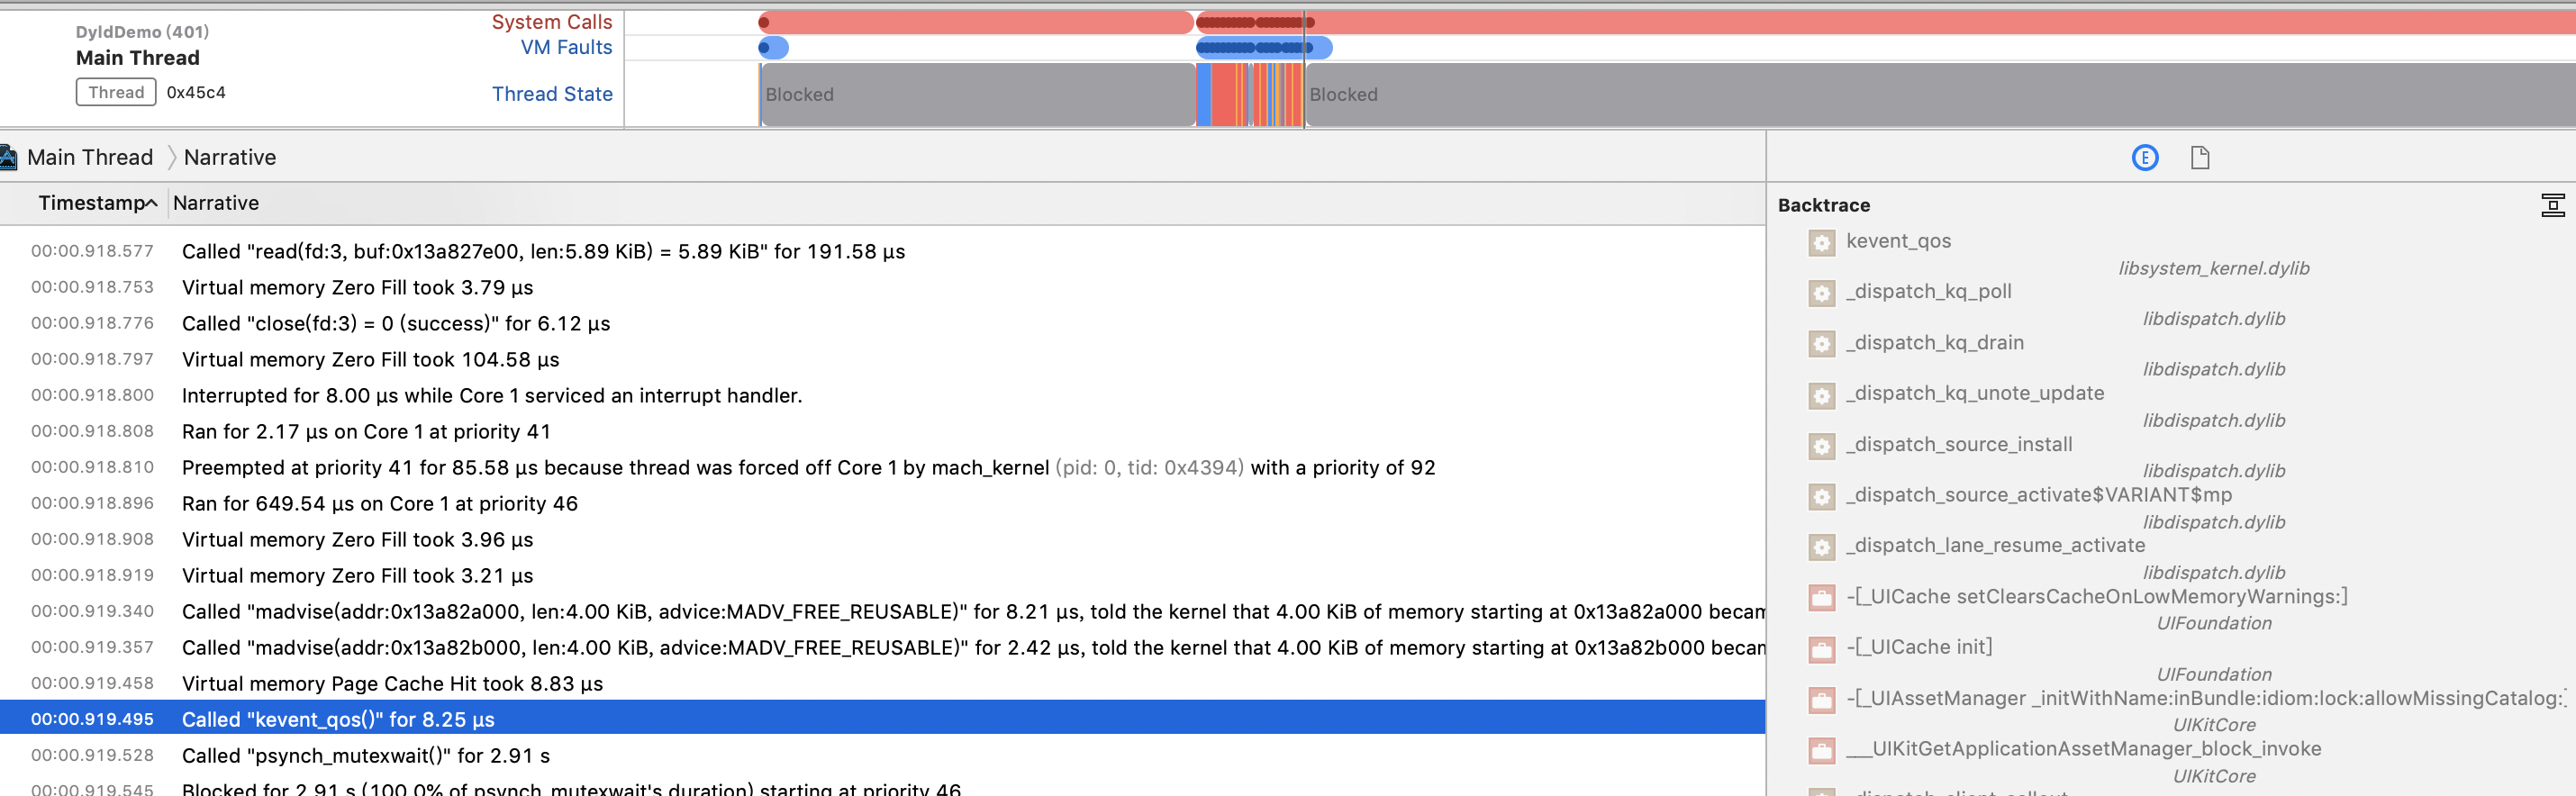 System Calls
DyldDemo (401)
VM Faults
Main Thread
Thread 0x45c4
Thread State
Blocked
Blocked
Main Thread Narrative
E
Timestamp Narrative
00:00.918.577 Called "read(fd:3, buf:0x13a827e00, len:5.89 KiB) = 5.89 KiB" for 191.58 µs
00:00.918.753 Virtual memory Zero Fill took 3.79 µs
00:00.918.776 Called "close(fd:3) = 0 (success)" for 6.12 µs
00:00.918.797 Virtual memory Zero Fill took 104.58 µs
00:00.918.800 Interrupted for 8.00 µs while Core 1 serviced an interrupt handler.
00:00.918.808 Ran for 2.17 µs on Core 1 at priority 41
00:00.918.810 Preempted at priority 41 for 85.58 µs because thread was forced off Core 1 by mach_kernel (pid: 0, tid: 0x4394) with a priority of 92
00:00.918.896 Ran for 649.54 µs on Core 1 at priority 46
00:00.918.908 Virtual memory Zero Fill took 3.96 µs
00:00.918.919 Virtual memory Zero Fill took 3.21 µs
00:00.919.340 Called "madvise(addr:0x13a82a000, len:4.00 KiB, advice:MADV_FREE_REUSABLE)" for 8.21 µs, told the kernel that 4.00 KiB of memory starting at 0x13a82a000 becam
00:00.919.357 Called "madvise(addr:0x13a82b000, len:4.00 KiB, advice:MADV_FREE_REUSABLE)" for 2.42 µs, told the kernel that 4.00 KiB of memory starting at 0x13a82b000 becam
00:00.919.458 Virtual memory Page Cache Hit took 8.83 µs
00:00.919.495 Called "kevent_qos()" for 8.25 µs
00:00.919.528 Called "psynch_mutexwait()" for 2.91 s
00:00.919.545 Blocked for 2.91 s (100.0% of psynch_mutexwait's duration) starting at priority 46
Backtrace
kevent_qos
libsystem_kernel.dylib
_dispatch_kq_poll
libdispatch.dylib
_dispatch_kq_drain
libdispatch.dylib
_dispatch_kq_unote_update
libdispatch.dylib
_dispatch_source_install
libdispatch.dylib
_dispatch_source_activate$VARIANT$mp
libdispatch.dylib
_dispatch_lane_resume_activate
libdispatch.dylib
-[_UICache setClearsCacheOnLowMemoryWarnings:]
UIFoundation
-[_UICache init]
UIFoundation
-[_UIAssetManager _initWithName:inBundle:idiom:lock:allowMissingCatalog:]
UIKitCore
___UIKitGetApplicationAssetManager_block_invoke
UIKitCore
_dispatch_client_callout